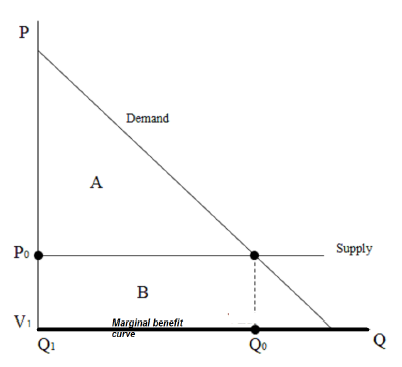 P
Demand
A
P0
Supply
B
V1
Marginal benefit
curve
Q1
Q0
Q